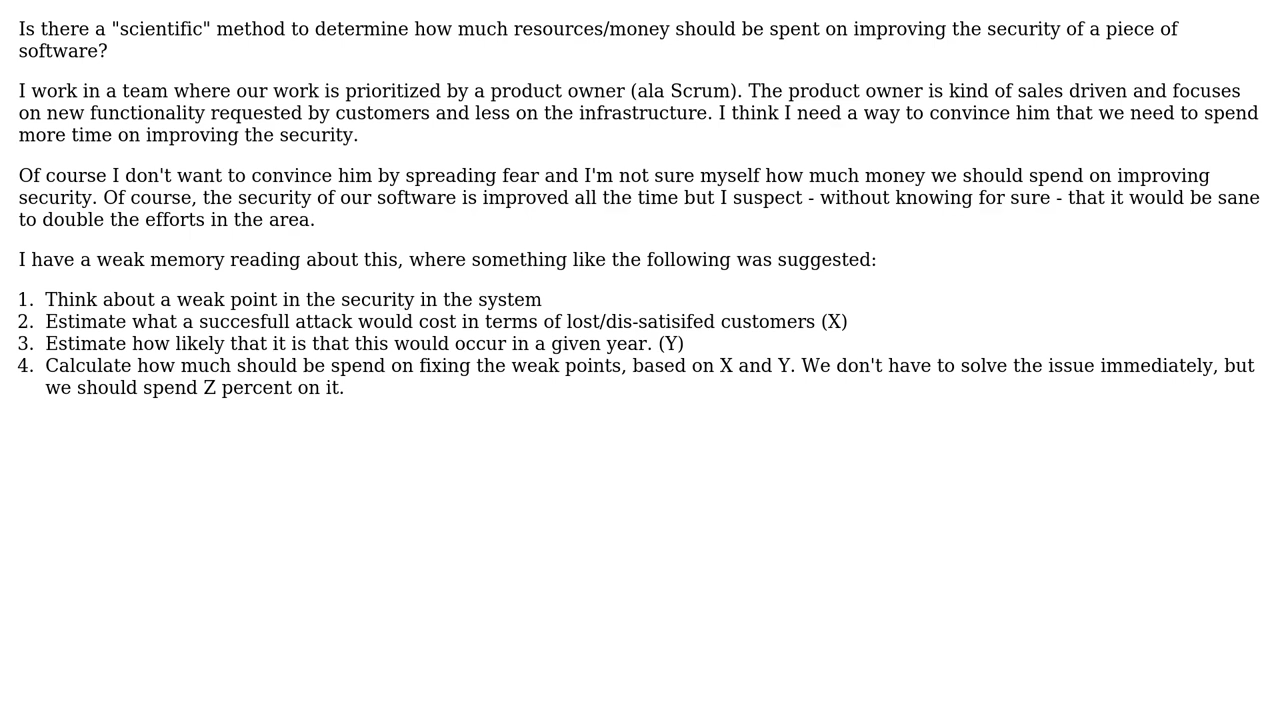 Is there a "scientific" method to determine how much resources/money should be spent on improving the security of a piece of
software?
I work in a team where our work is prioritized by a product owner (ala Scrum). The product owner is kind of sales driven and focuses
on new functionality requested by customers and less on the infrastructure. I think I need a way to convince him that we need to spend
more time on improving the security.
Of course I don't want to convince him by spreading fear and I'm not sure myself how much money we should spend on improving
security. Of course, the security of our software is improved all the time but I suspect - without knowing for sure - that it would be sane
to double the efforts in the area.
I have a weak memory reading about this, where something like the following was suggested:
1. Think about a weak point in the security in the system
2. Estimate what a succesfull attack would cost in terms of lost/dis-satisifed customers (X)
3. Estimate how likely that it is that this would occur in a given year. (Y)
4. Calculate how much should be spend on fixing the weak points, based on X and Y. We don't have to solve the issue immediately, but
we should spend Z percent on it.